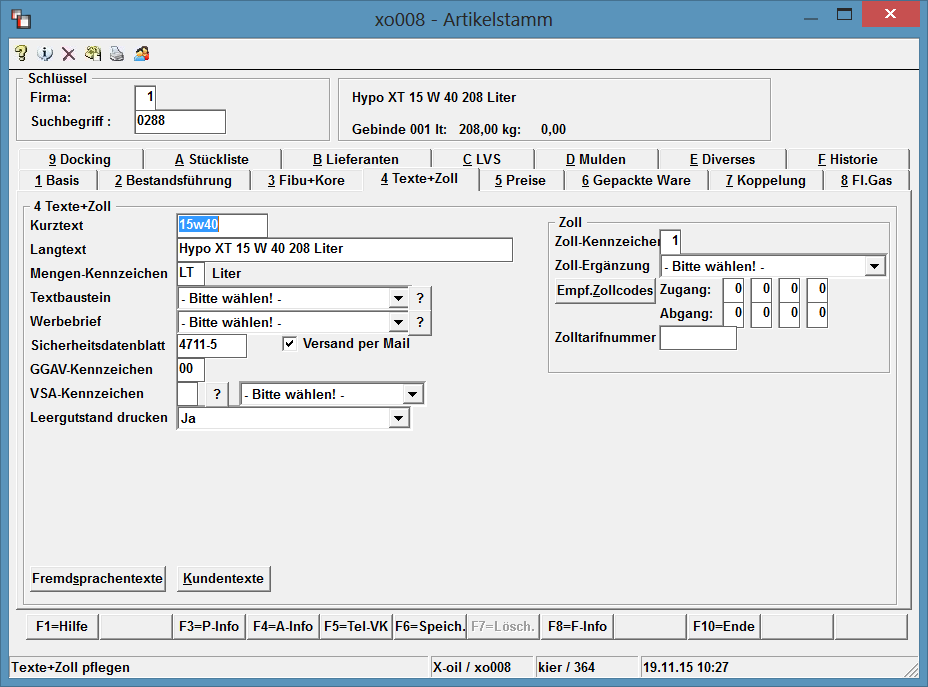 xo008 - Artikelstamm
Schlüssel
Firma: 1
Suchbegriff : 0288
Hypo XT 15 W 40 208 Liter
Gebinde 001 lt: 208,00 kg: 0,00
9 Docking A Stückliste B Lieferanten C LVS D Mulden E Diverses F Historie
1 Basis 2 Bestandsführung 3 Fibu+Kore 4 Texte+Zoll 5 Preise 6 Gepackte Ware 7 Koppelung 8 Fl.Gas
4 Texte+Zoll
Kurztext 15w40
Langtext Hypo XT 15 W 40 208 Liter
Mengen-Kennzeichen LT Liter
Textbaustein - Bitte wählen! - ?
Werbebrief - Bitte wählen! - ?
Sicherheitsdatenblatt 4711-5 Versand per Mail
GGAV-Kennzeichen 00
VSA-Kennzeichen ? - Bitte wählen! -
Leergutstand drucken Ja
Zoll
Zoll-Kennzeichen 1
Zoll-Ergänzung - Bitte wählen! -
Empf.Zollcodes Zugang: 0 0 0 0
Abgang: 0 0 0 0
Zolltarifnummer
Fremdsprachentexte Kundentexte
F1=Hilfe F3=P-Info F4=A-Info F5=Tel-VK F6=Speich. F7=Lösch. F8=F-Info F10=Ende
Texte+Zoll pflegen X-oil / xo008 kier / 364 19.11.15 10:27